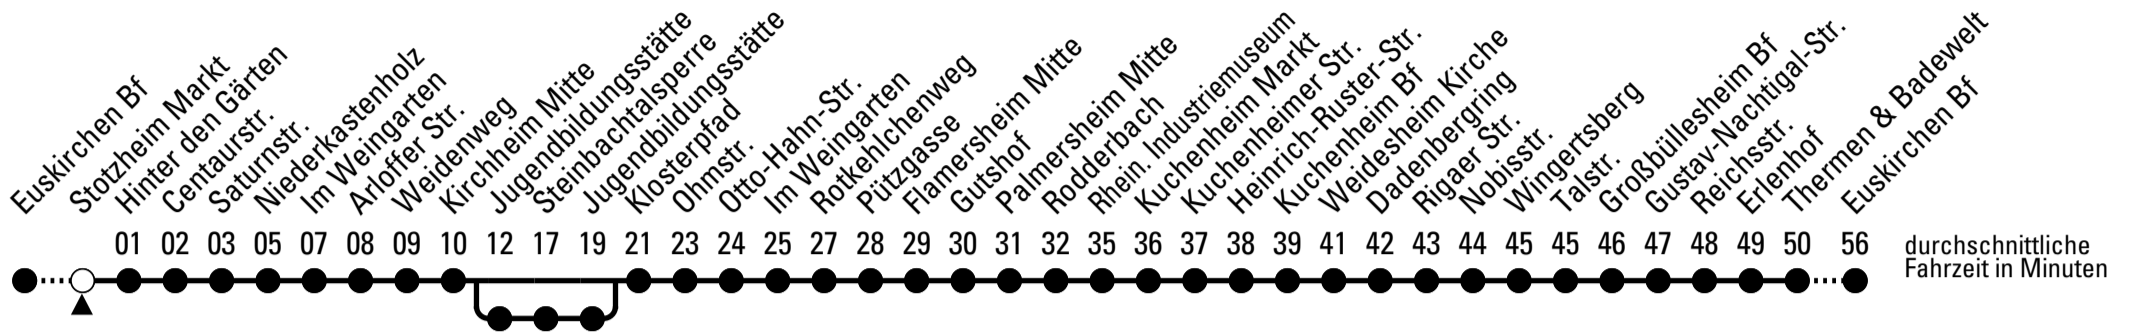 Euskirchen Bf
Stotzheim Markt
Hinter den Gärten
Centaurstr.
Saturnstr.
Niederkastenholz
Im Weingarten
Arloffer Str.
Weidenweg
Kirchheim Mitte
Jugendbildungsstätte
Steinbachtalsperre
Jugendbildungsstätte
Klosterpfad
Ohmstr.
Otto-Hahn-Str.
Im Weingarten
Rotkehlchenweg
Pützgasse
Flamersheim Mitte
Gutshof
Palmersheim Mitte
Rodderbach
Rhein. Industriemuseum
Kuchenheim Markt
Kuchenheimer Str.
Heinrich-Ruster-Str.
Kuchenheim Bf
Weidesheim Kirche
Dadenbergring
Rigaer Str.
Nobisstr.
Wingertsberg
Talstr.
Großbüllesheim Bf
Gustav-Nachtigal-Str.
Reichsstr.
Erlenhof
Thermen & Badewelt
Euskirchen Bf
01 02 03 05 07 08 09 10 12 17 19 21 23 24 25 27 28 29 30 31 32 35 36 37 38 39 41 42 43 44 45 45 46 47 48 49 50 56
durchschnittliche
Fahrzeit in Minuten